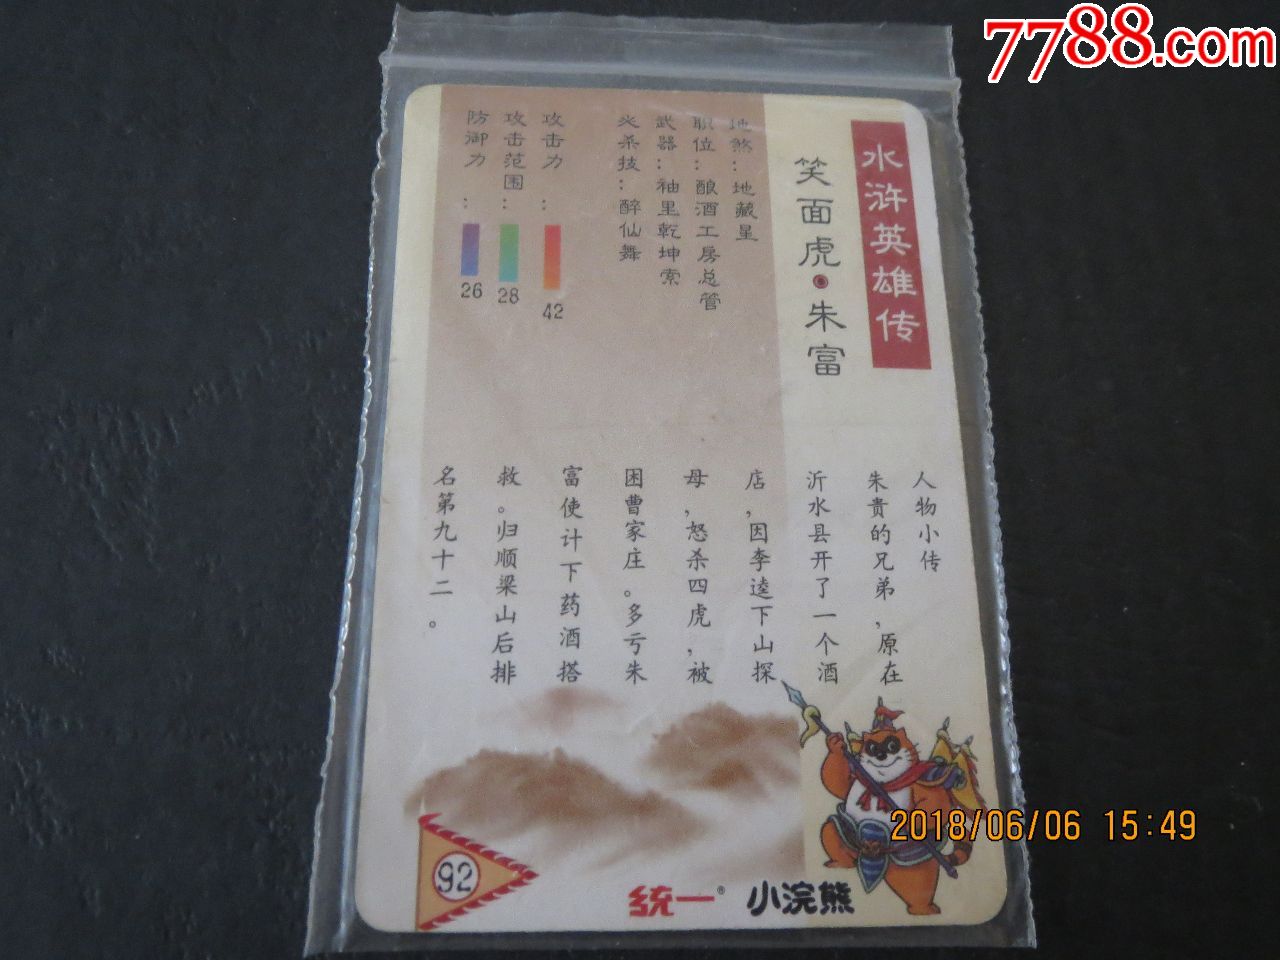 7788.com
水浒英雄传
笑面虎·朱富
地煞：地藏星
职位：酿酒工房总管
武器：袖里乾坤索
必杀技：醉仙舞
攻击力：42
攻击范围：28
防御力：26
人物小传
朱贵的兄弟，原在
沂水县开了一个酒
店，因李逵下山探
母，怒杀四虎，被
困曹家庄。多亏朱
富使计下药酒搭
救。归顺梁山后排
名第九十二。
92
统一® 小浣熊
2018/06/06 15:49